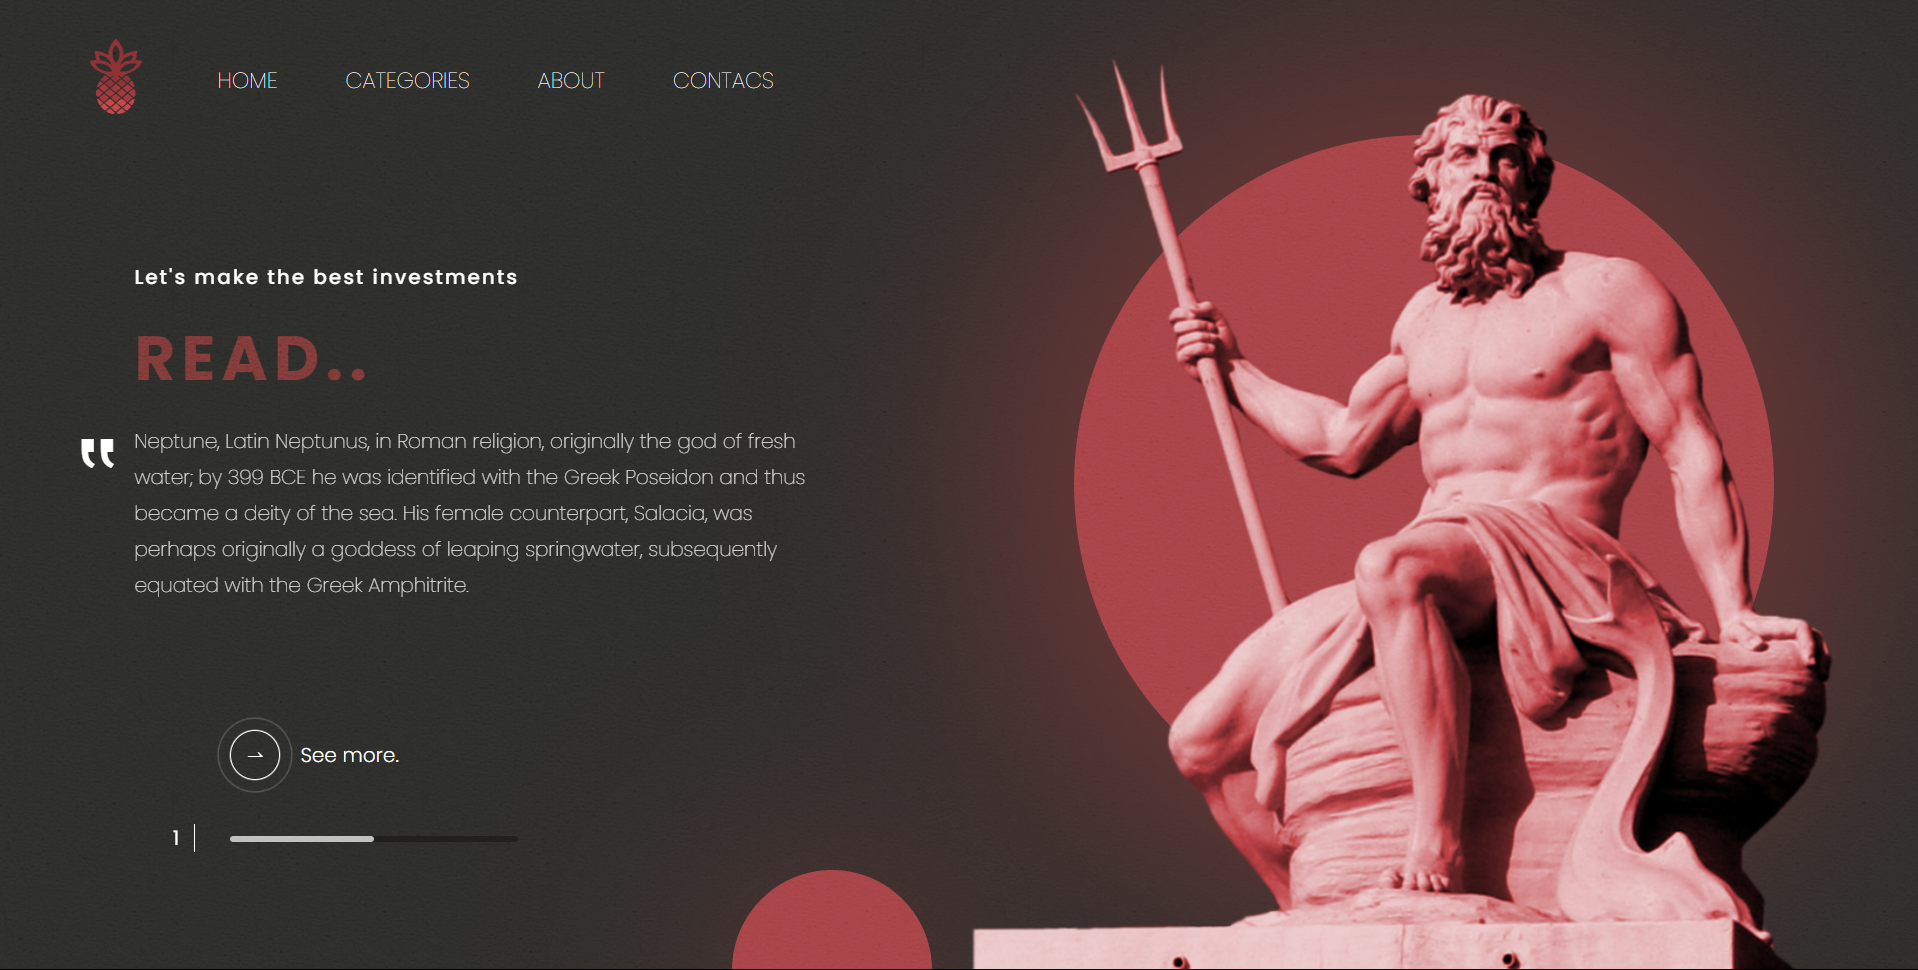 HOME CATEGORIES ABOUT CONTACS
Let's make the best investments
READ..
" Neptune, Latin Neptunus, in Roman religion, originally the god of fresh
water; by 399 BCE he was identified with the Greek Poseidon and thus
became a deity of the sea. His female counterpart, Salacia, was
perhaps originally a goddess of leaping springwater, subsequently
equated with the Greek Amphitrite.
See more.
1